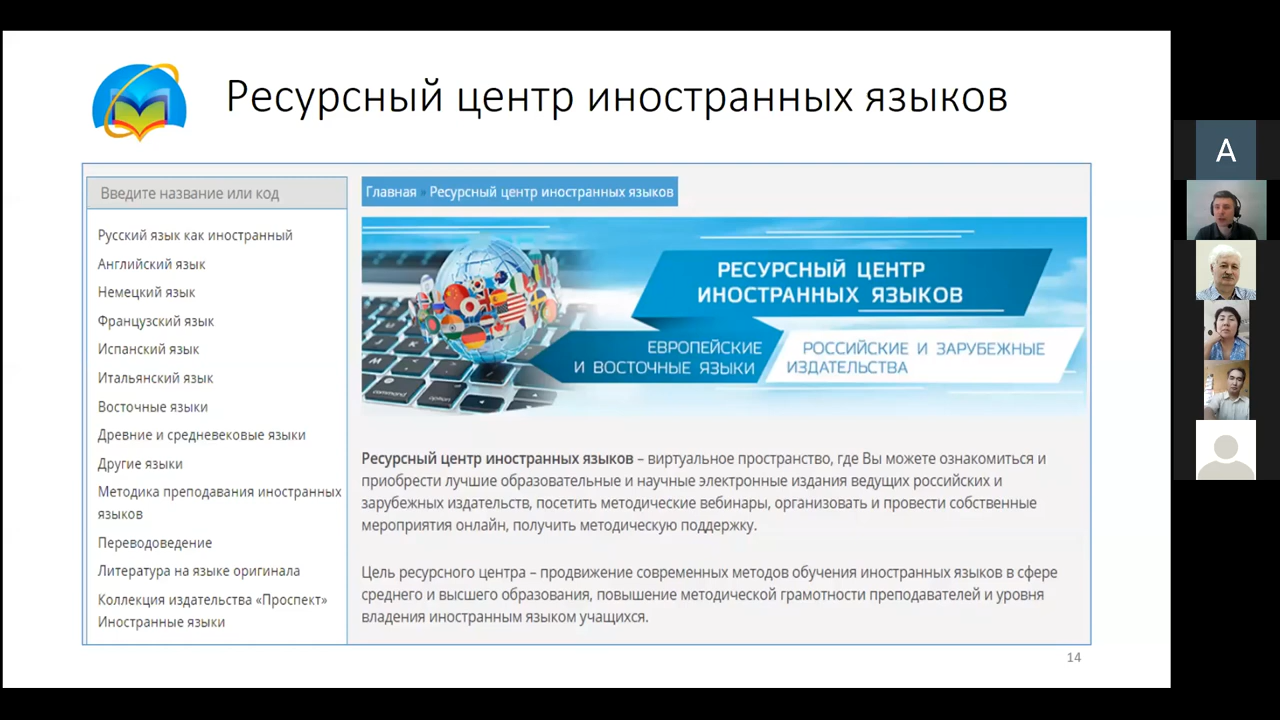 Ресурсный центр иностранных языков
Введите название или код
Русский язык как иностранный
Английский язык
Немецкий язык
Французский язык
Испанский язык
Итальянский язык
Восточные языки
Древние и средневековые языки
Другие языки
Методика преподавания иностранных
языков
Переводоведение
Литература на языке оригинала
Коллекция издательства «Проспект»
Иностранные языки
Главная » Ресурсный центр иностранных языков
РЕСУРСНЫЙ ЦЕНТР
ИНОСТРАННЫХ ЯЗЫКОВ
ЕВРОПЕЙСКИЕ
И ВОСТОЧНЫЕ ЯЗЫКИ
РОССИЙСКИЕ И ЗАРУБЕЖНЫЕ
ИЗДАТЕЛЬСТВА
command
option
Ресурсный центр иностранных языков – виртуальное пространство, где Вы можете ознакомиться и
приобрести лучшие образовательные и научные электронные издания ведущих российских и
зарубежных издательств, посетить методические вебинары, организовать и провести собственные
мероприятия онлайн, получить методическую поддержку.
Цель ресурсного центра – продвижение современных методов обучения иностранных языков в сфере
среднего и высшего образования, повышение методической грамотности преподавателей и уровня
владения иностранным языком учащихся.
14
A